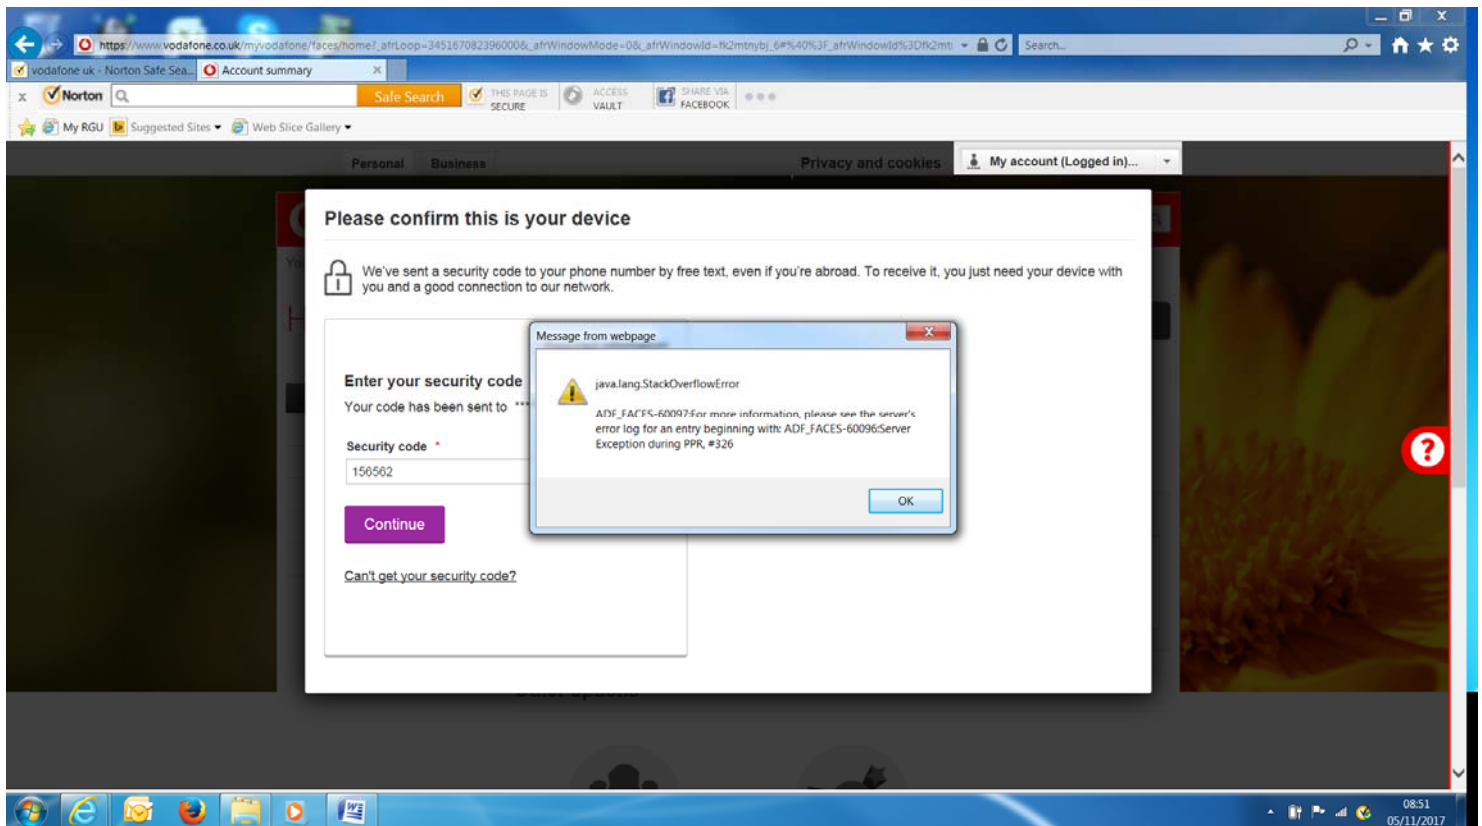 https://www.vodafone.co.uk/myvodafone/faces/home?_afrLoop=3451670823960008&_afrWindowMode=0&_afrWindowId=fk2mtnybj_6#%40%3F_afrWindowId%3Dfk2mt
Search...
vodafone uk - Norton Safe Sea...
Account summary
x
x Norton
Safe Search
THIS PAGE IS
SECURE
ACCESS
VAULT
SHARE VIA
FACEBOOK
My RGU
Suggested Sites
Web Slice Gallery
Personal Business
Privacy and cookies
My account (Logged in)...
Please confirm this is your device
We've sent a security code to your phone number by free text, even if you're abroad. To receive it, you just need your device with
you and a good connection to our network.
Message from webpage
java.lang.StackOverflowError
ADF_FACES-60097:For more information, please see the server's
error log for an entry beginning with: ADF_FACES-60096:Server
Exception during PPR, #326
OK
Enter your security code
Your code has been sent to ***
Security code *
156562
Continue
Can't get your security code?
?
08:51
05/11/2017